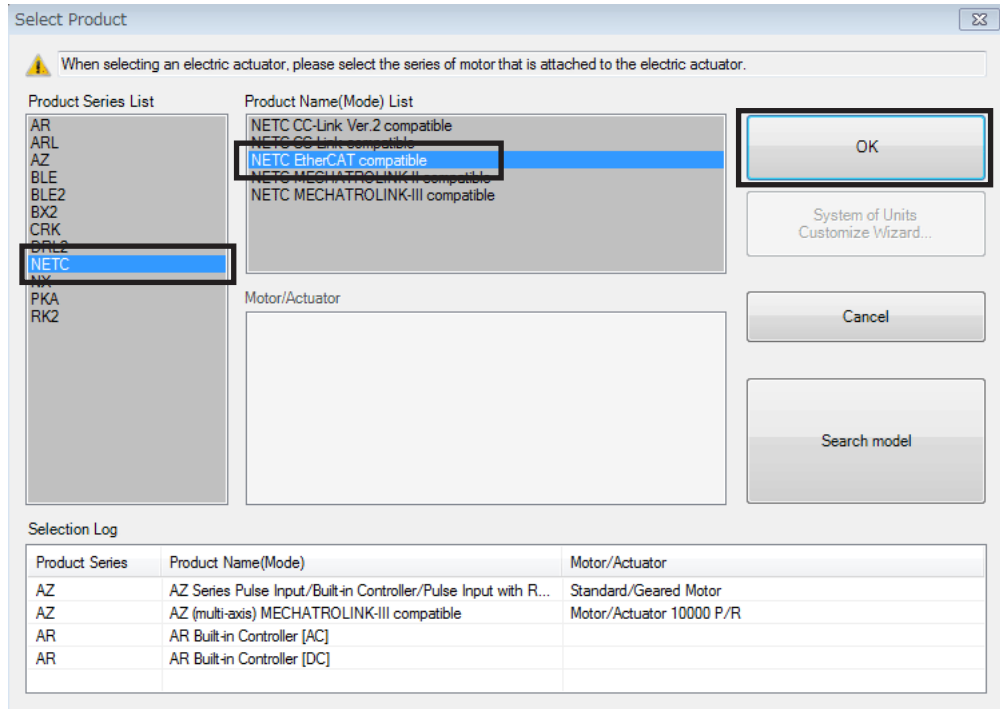 Select Product
When selecting an electric actuator, please select the series of motor that is attached to the electric actuator.
Product Series List
AR
ARL
AZ
BLE
BLE2
BX2
CRK
DRL2
NETC
NX
PKA
RK2
Product Name(Mode) List
NETC CC-Link Ver.2 compatible
NETC CC-Link compatible
NETC EtherCAT compatible
NETC MECHATROLINK-II compatible
NETC MECHATROLINK-III compatible
Motor/Actuator
OK
System of Units
Customize Wizard...
Cancel
Search model
Selection Log
Product Series Product Name(Mode) Motor/Actuator
AZ AZ Series Pulse Input/Built-in Controller/Pulse Input with R... Standard/Geared Motor
AZ AZ (multi-axis) MECHATROLINK-III compatible Motor/Actuator 10000 P/R
AR AR Built-in Controller [AC]
AR AR Built-in Controller [DC]